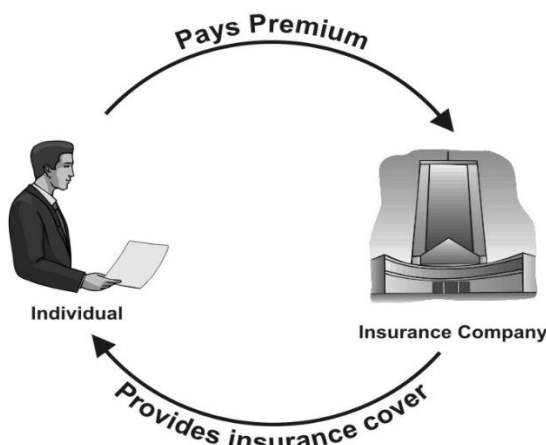 Pays Premium
Individual
Insurance Company
Provides insurance cover